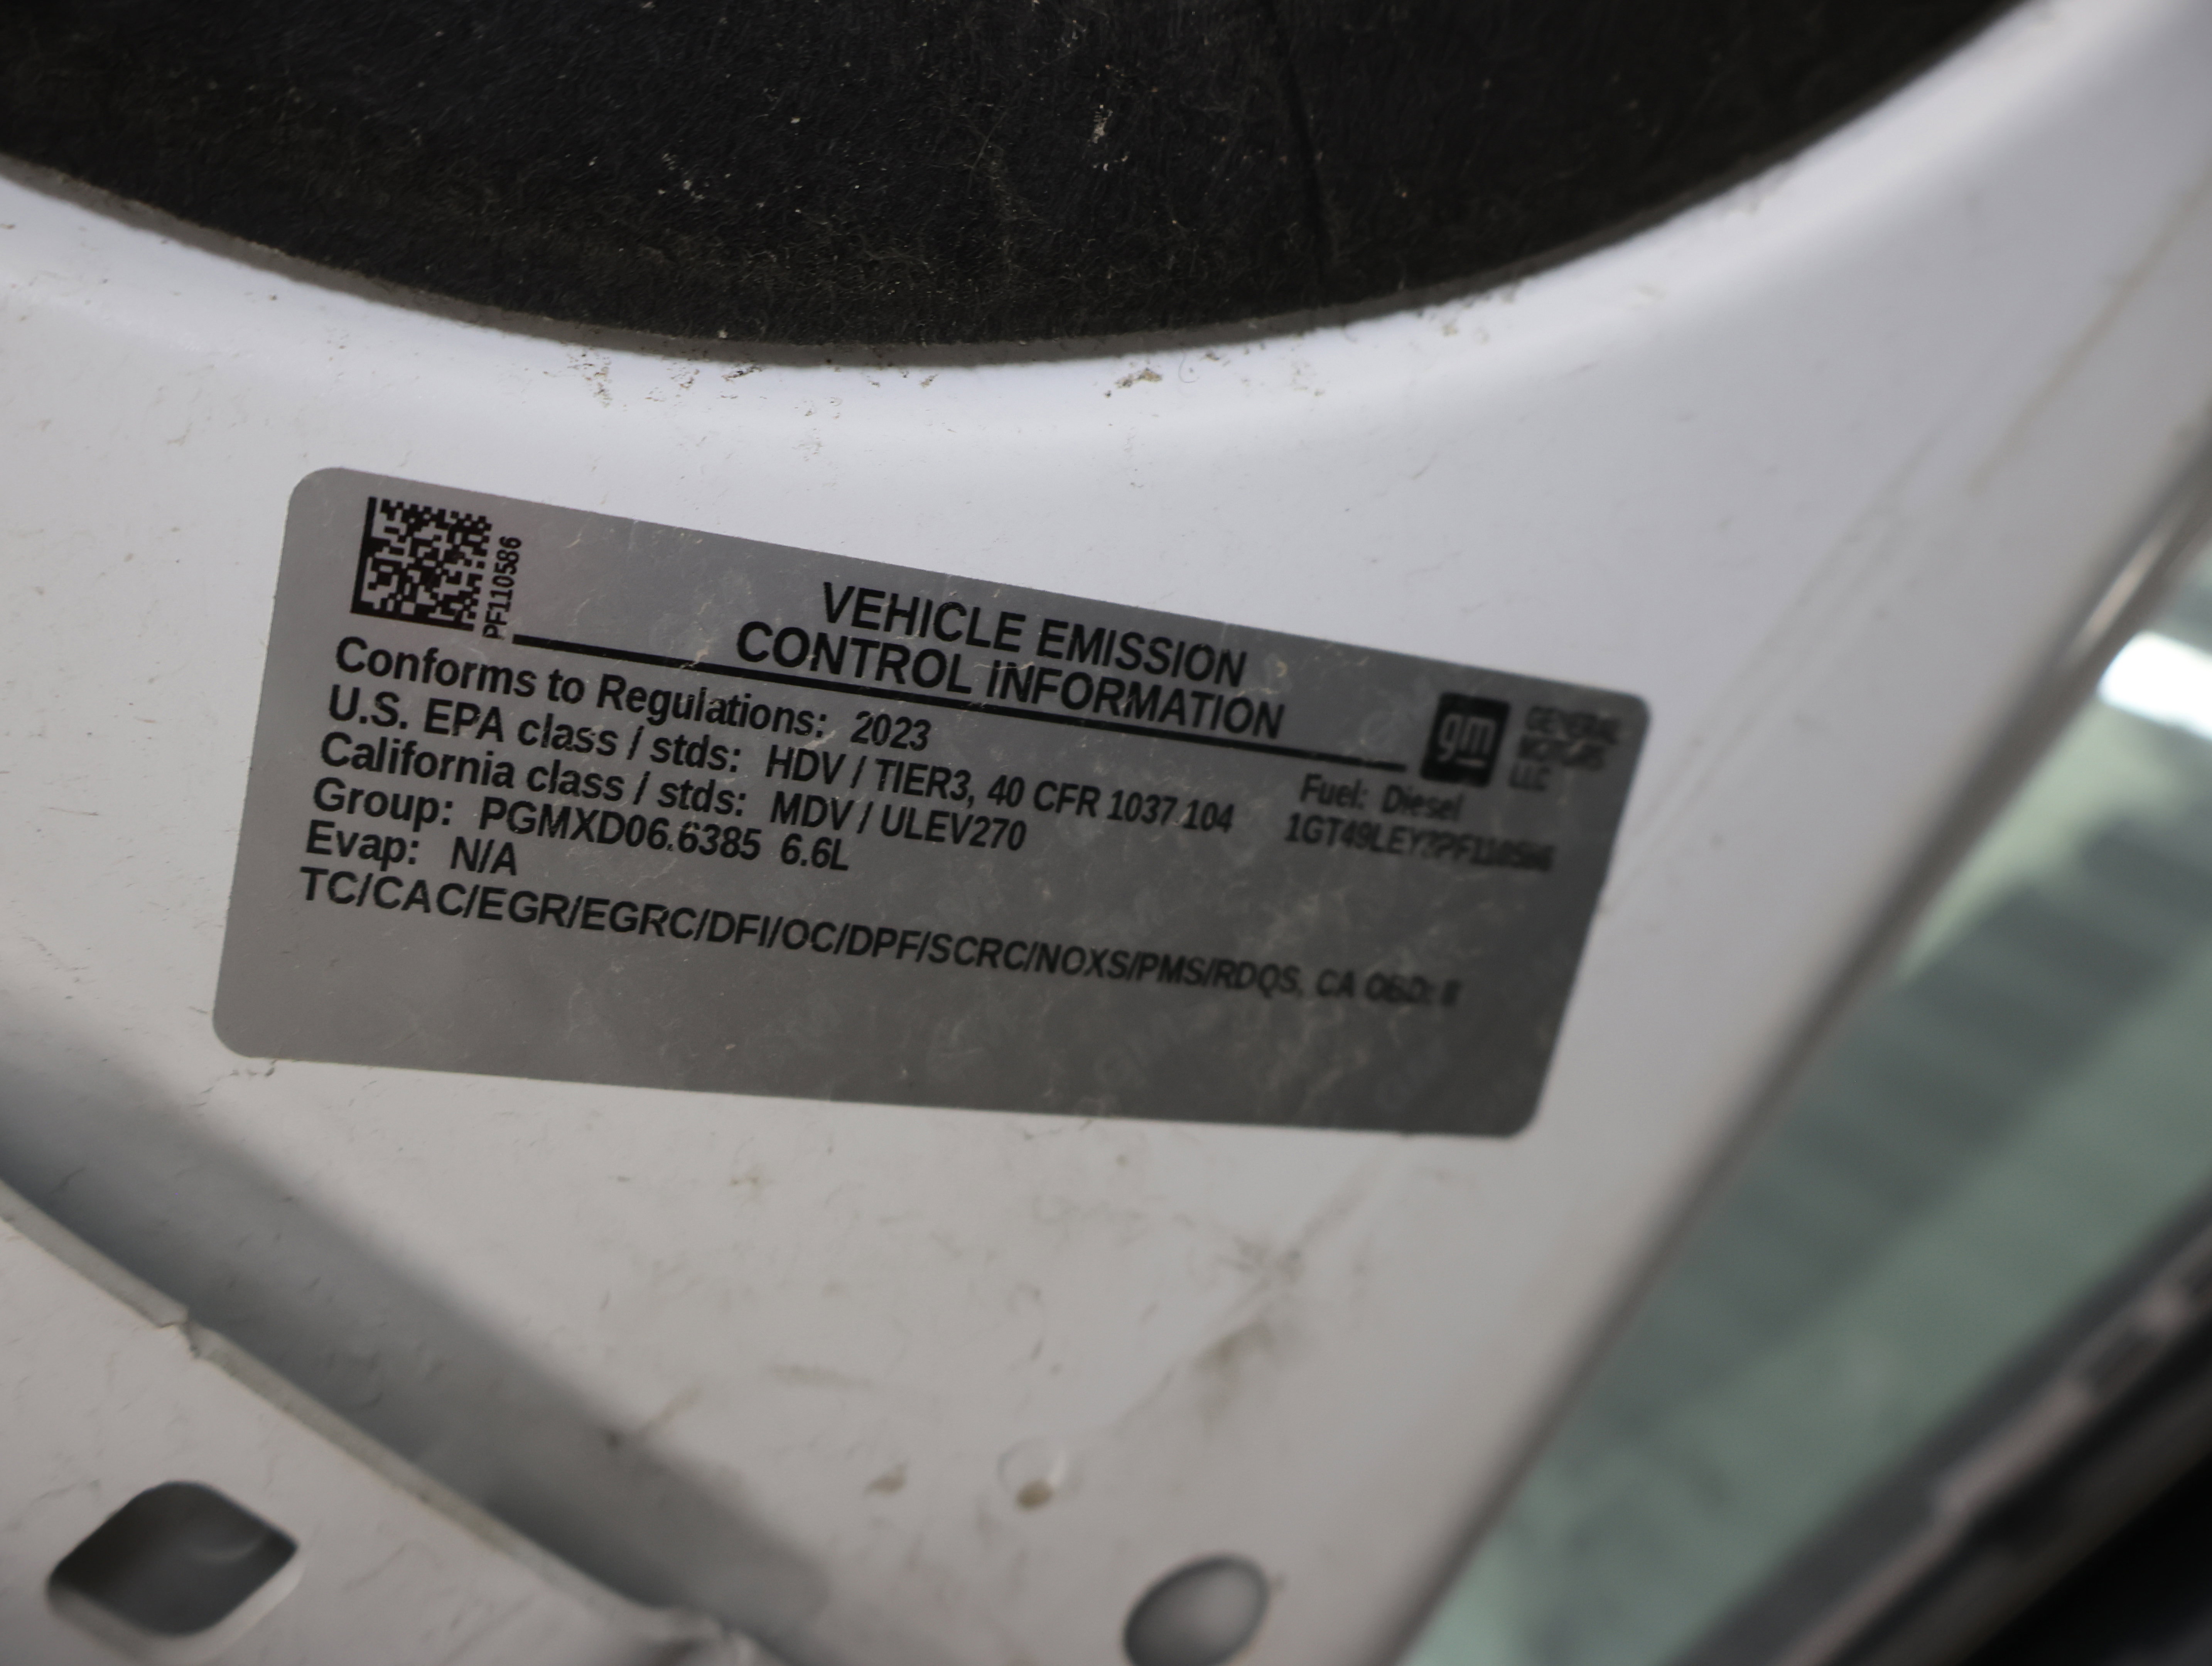 PF110586
VEHICLE EMISSION
CONTROL INFORMATION
gm
GENERAL
MOTORS
LLC
Conforms to Regulations: 2023
Fuel: Diesel
U.S. EPA class / stds: HDV / TIER3, 40 CFR 1037.104
California class / stds: MDV / ULEV270
Group: PGMXD06.6385 6.6L
Evap: N/A
TC/CAC/EGR/EGRC/DFI/OC/DPF/SCRC/NOXS/PMS/RDQS, CA OBD: II